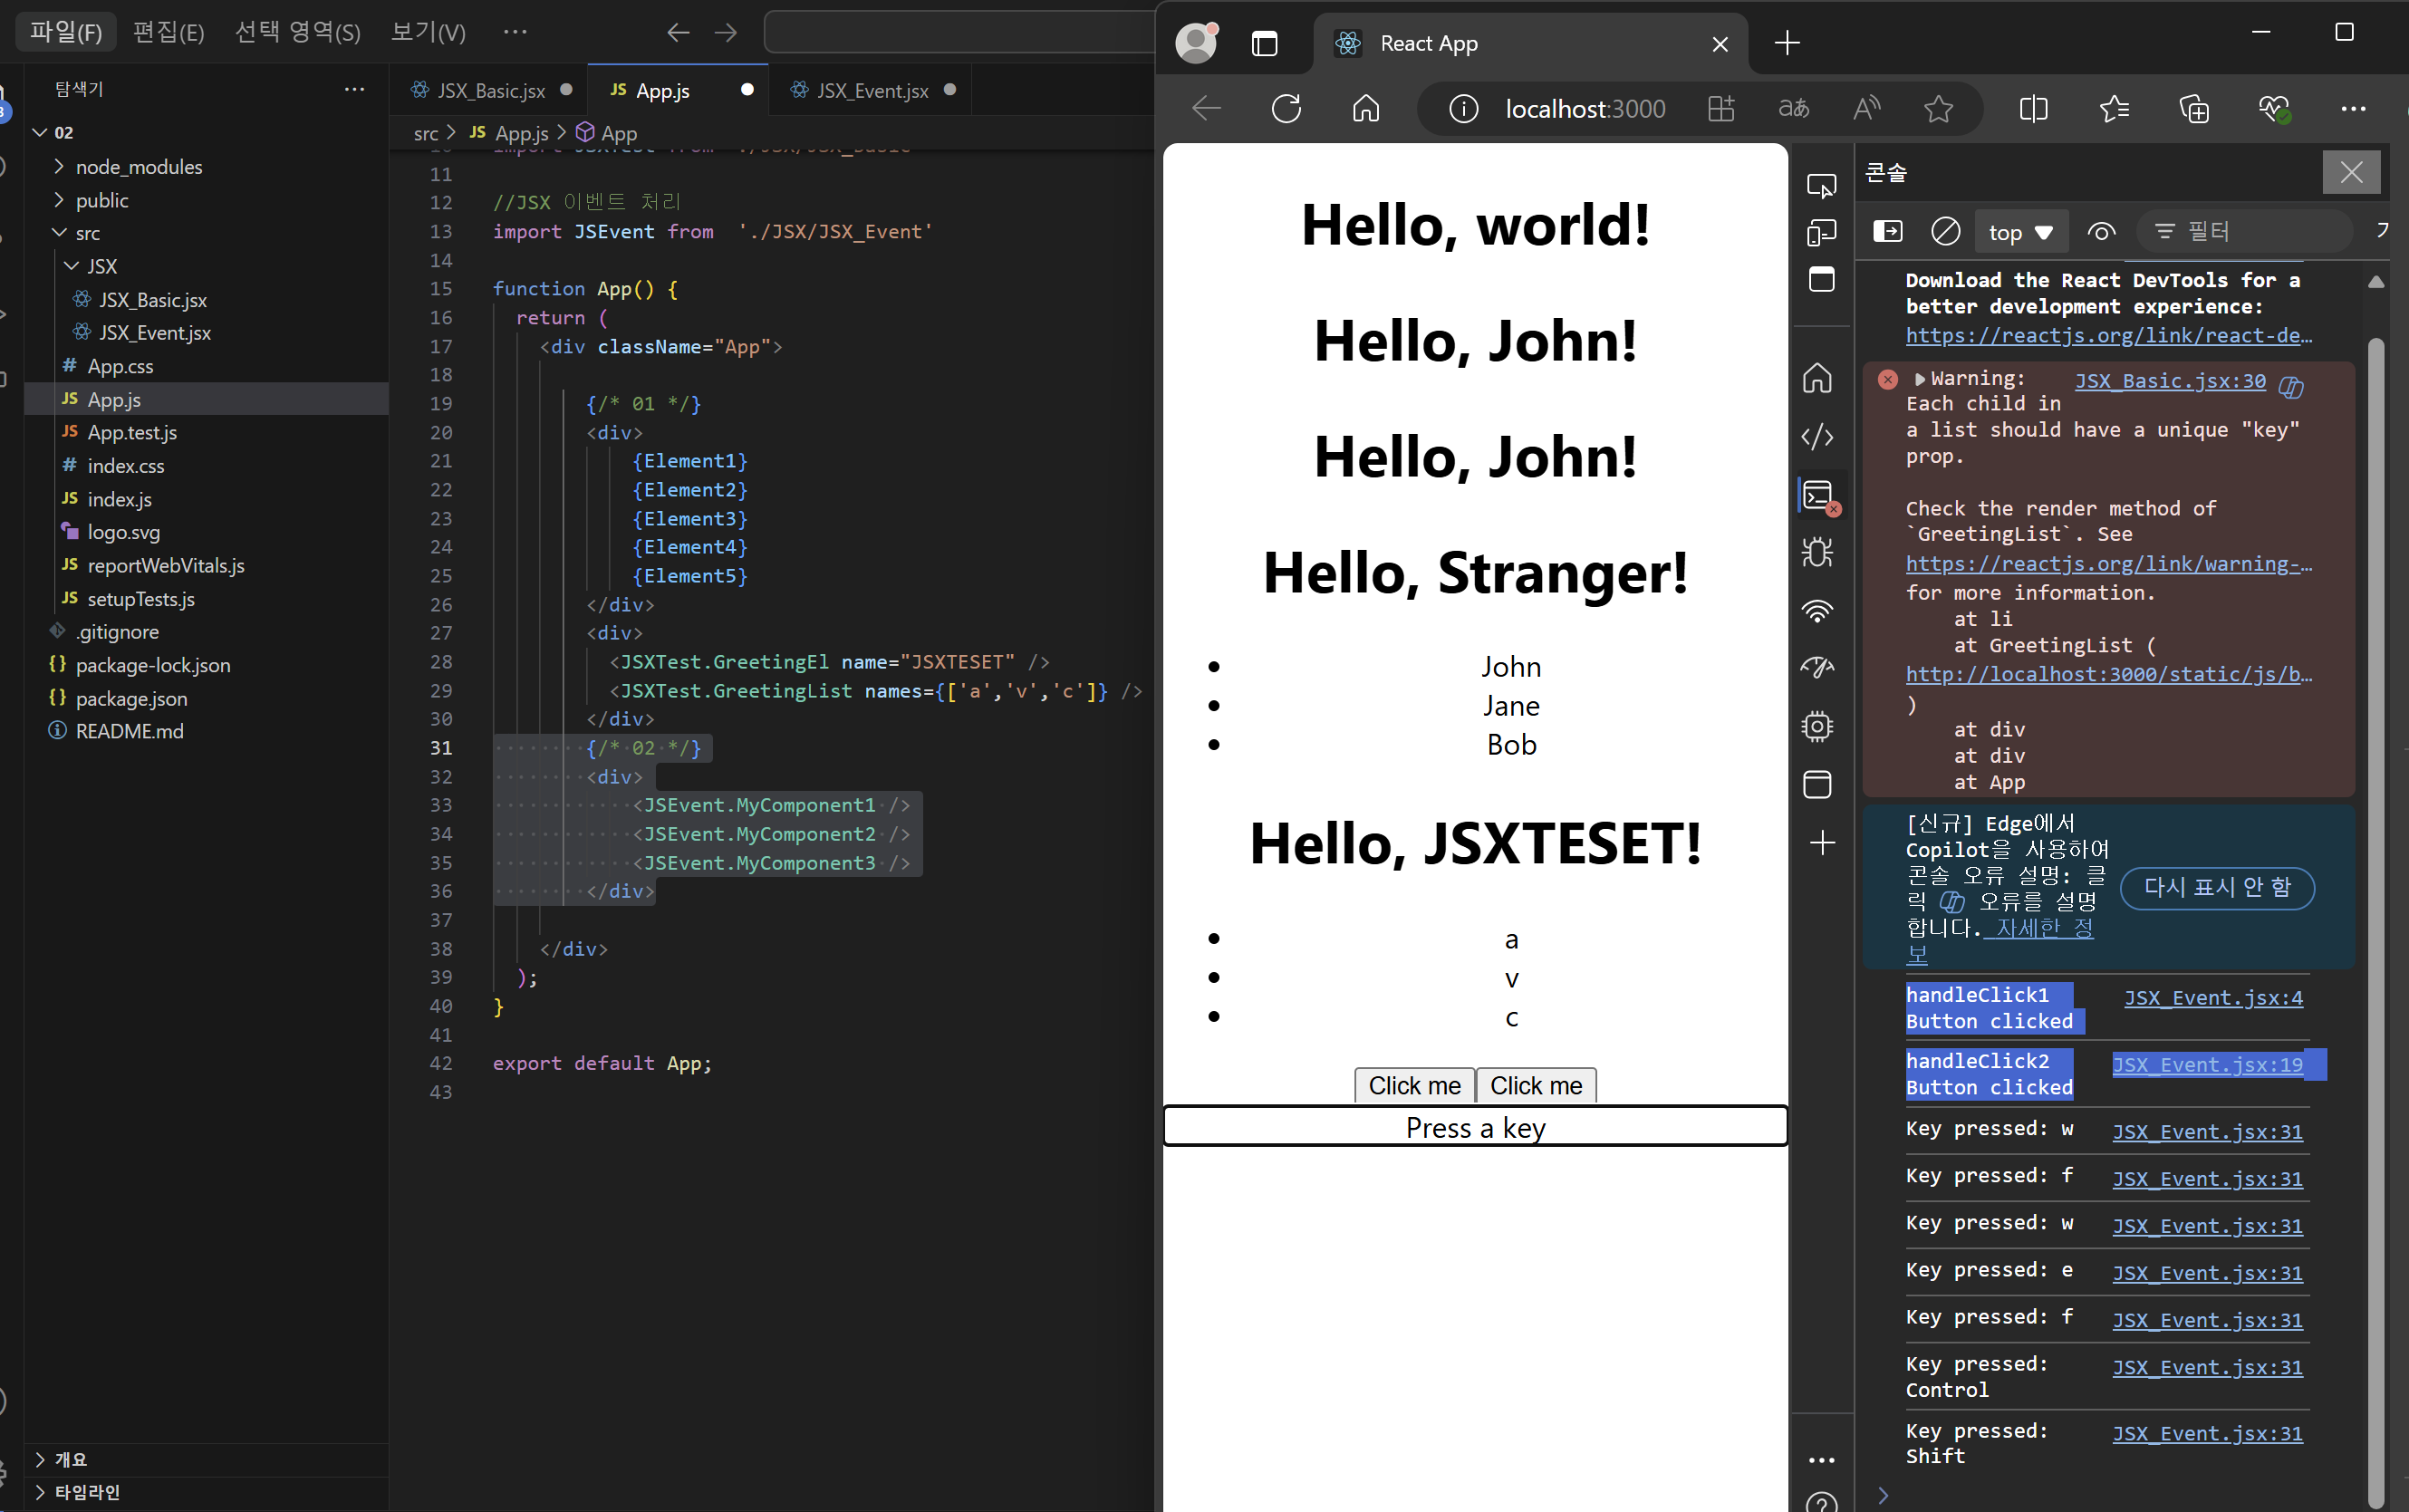 파일(F) 편집(E) 선택 영역(S) 보기(V) ···
탐색기 ···
02
node_modules
public
src
JSX
JSX_Basic.jsx
JSX_Event.jsx
# App.css
JS App.js
JS App.test.js
# index.css
JS index.js
logo.svg
JS reportWebVitals.js
JS setupTests.js
.gitignore
{} package-lock.json
{} package.json
README.md
개요
타임라인
JSX_Basic.jsx
JS App.js
JSX_Event.jsx
src > JS App.js > App
11
12 //JSX 이벤트 처리
13 import JSEvent from './JSX/JSX_Event'
14
15 function App() {
16 return (
17 <div className="App">
18
19 {/* 01 */}
20 <div>
21 {Element1}
22 {Element2}
23 {Element3}
24 {Element4}
25 {Element5}
26 </div>
27 <div>
28 <JSXTest.GreetingEl name="JSXTESET" />
29 <JSXTest.GreetingList names={['a','v','c']} />
30 </div>
31 {/* 02 */}
32 <div>
33 <JSEvent.MyComponent1 />
34 <JSEvent.MyComponent2 />
35 <JSEvent.MyComponent3 />
36 </div>
37
38 </div>
39 );
40 }
41
42 export default App;
43
React App
localhost:3000
Hello, world!
Hello, John!
Hello, John!
Hello, Stranger!
• John
• Jane
• Bob
Hello, JSXTESET!
• a
• v
• c
Click me Click me
Press a key
콘솔
top 필터
Download the React DevTools for a
better development experience:
https://reactjs.org/link/react-de…
Warning: JSX_Basic.jsx:30
Each child in
a list should have a unique "key"
prop.
Check the render method of
`GreetingList`. See
https://reactjs.org/link/warning-…
for more information.
at li
at GreetingList (
http://localhost:3000/static/js/b…
)
at div
at div
at App
[신규] Edge에서
Copilot을 사용하여
콘솔 오류 설명: 클
릭 오류를 설명
합니다. 자세한 정
보
다시 표시 안 함
handleClick1 JSX_Event.jsx:4
Button clicked
handleClick2 JSX_Event.jsx:19
Button clicked
Key pressed: w JSX_Event.jsx:31
Key pressed: f JSX_Event.jsx:31
Key pressed: w JSX_Event.jsx:31
Key pressed: e JSX_Event.jsx:31
Key pressed: f JSX_Event.jsx:31
Key pressed: JSX_Event.jsx:31
Control
Key pressed: JSX_Event.jsx:31
Shift